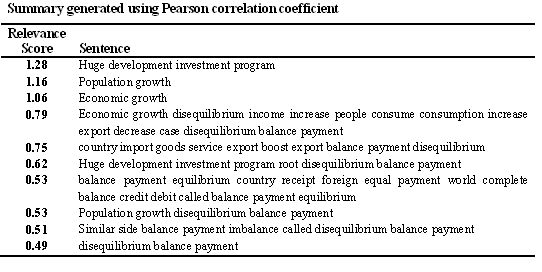 Summary generated using Pearson correlation coefficient
Relevance
Score Sentence
1.28 Huge development investment program
1.16 Population growth
1.06 Economic growth
0.79 Economic growth disequilibrium income increase people consume consumption increase
export decrease case disequilibrium balance payment
0.75 country import goods service export boost export balance payment disequilibrium
0.62 Huge development investment program root disequilibrium balance payment
0.53 balance payment equilibrium country receipt foreign equal payment world complete
balance credit debit called balance payment equilibrium
0.53 Population growth disequilibrium balance payment
0.51 Similar side balance payment imbalance called disequilibrium balance payment
0.49 disequilibrium balance payment